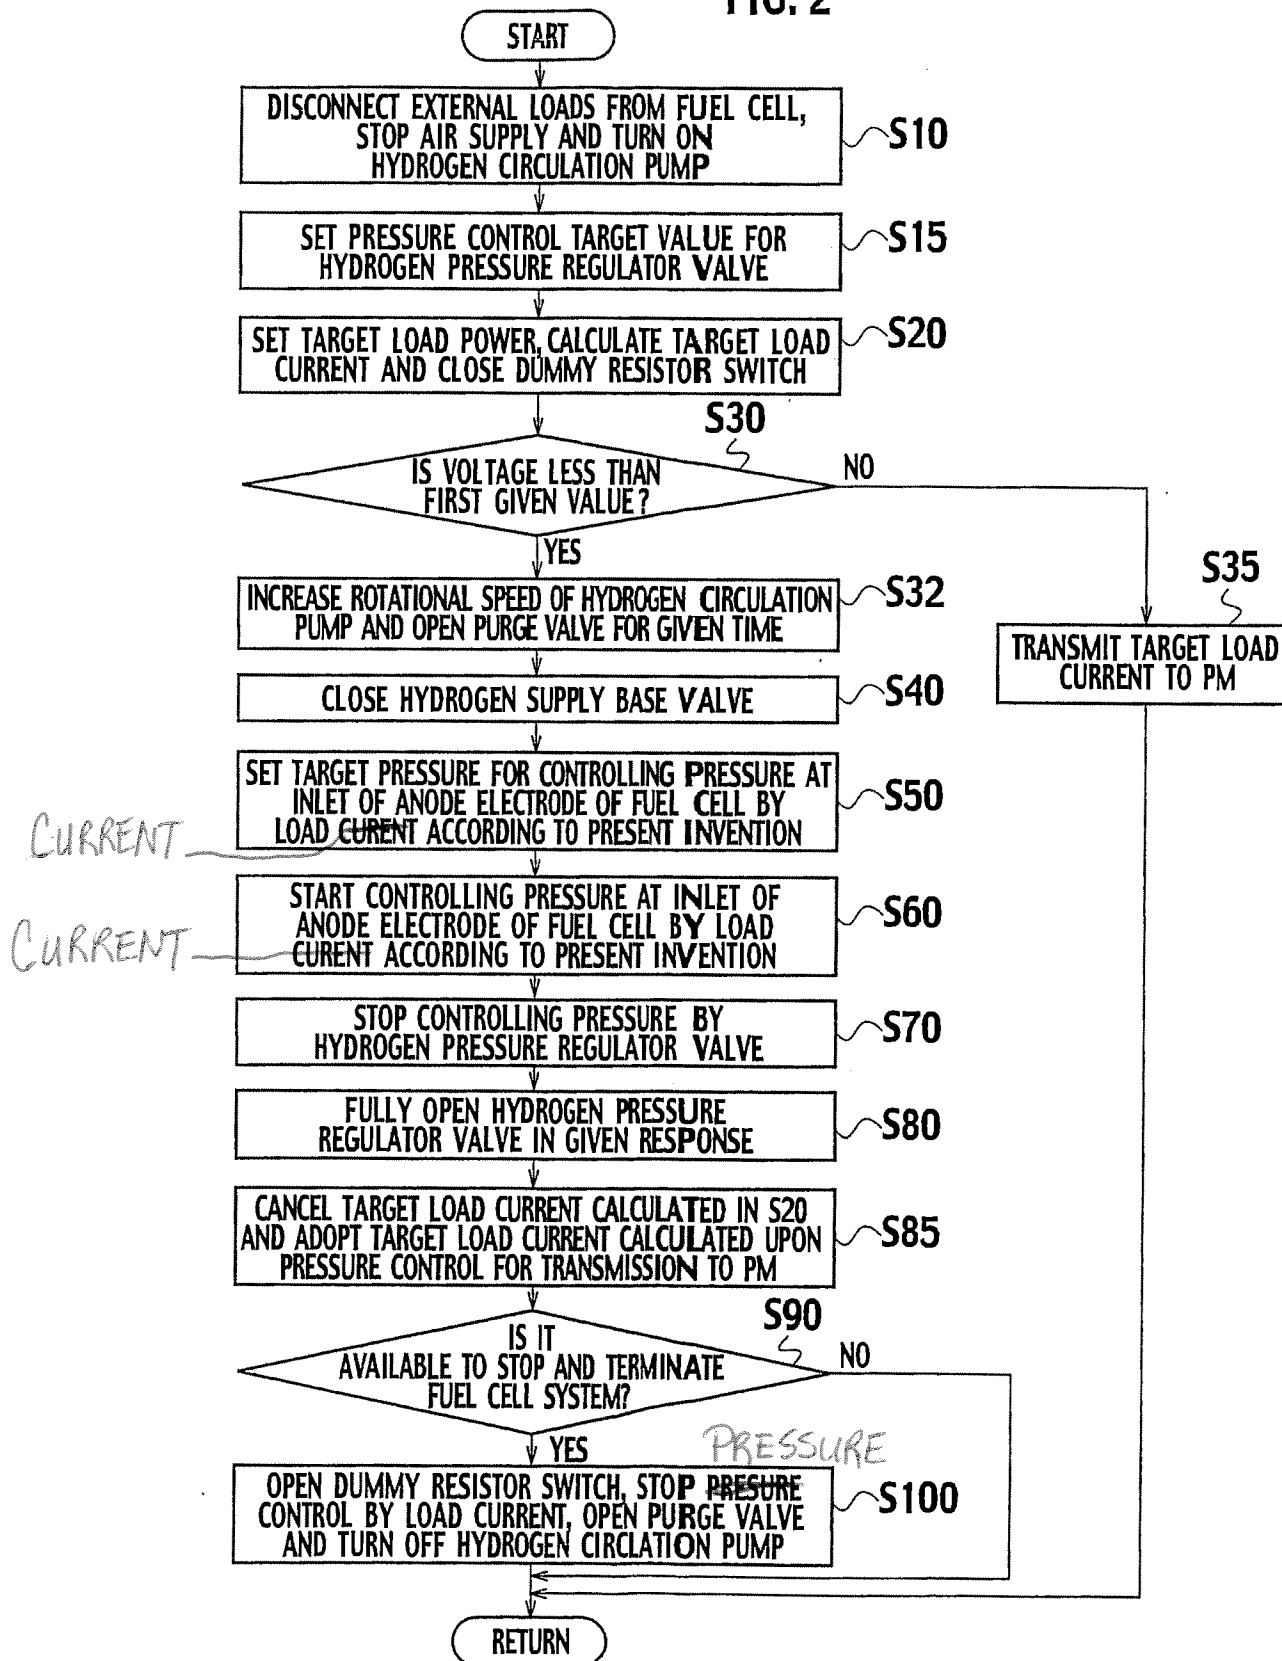 FIG. 2
START
DISCONNECT EXTERNAL LOADS FROM FUEL CELL,
STOP AIR SUPPLY AND TURN ON
HYDROGEN CIRCULATION PUMP
S10
SET PRESSURE CONTROL TARGET VALUE FOR
HYDROGEN PRESSURE REGULATOR VALVE
S15
SET TARGET LOAD POWER, CALCULATE TARGET LOAD
CURRENT AND CLOSE DUMMY RESISTOR SWITCH
S20
S30
IS VOLTAGE LESS THAN
FIRST GIVEN VALUE?
NO
YES
S35
TRANSMIT TARGET LOAD
CURRENT TO PM
INCREASE ROTATIONAL SPEED OF HYDROGEN CIRCULATION
PUMP AND OPEN PURGE VALVE FOR GIVEN TIME
S32
CLOSE HYDROGEN SUPPLY BASE VALVE
S40
SET TARGET PRESSURE FOR CONTROLLING PRESSURE AT
INLET OF ANODE ELECTRODE OF FUEL CELL BY
LOAD CURENT ACCORDING TO PRESENT INVENTION
S50
CURRENT
START CONTROLLING PRESSURE AT INLET OF
ANODE ELECTRODE OF FUEL CELL BY LOAD
CURENT ACCORDING TO PRESENT INVENTION
S60
CURRENT
STOP CONTROLLING PRESSURE BY
HYDROGEN PRESSURE REGULATOR VALVE
S70
FULLY OPEN HYDROGEN PRESSURE
REGULATOR VALVE IN GIVEN RESPONSE
S80
CANCEL TARGET LOAD CURRENT CALCULATED IN S20
AND ADOPT TARGET LOAD CURRENT CALCULATED UPON
PRESSURE CONTROL FOR TRANSMISSION TO PM
S85
S90
IS IT
AVAILABLE TO STOP AND TERMINATE
FUEL CELL SYSTEM?
NO
YES
PRESSURE
OPEN DUMMY RESISTOR SWITCH, STOP PRESURE
CONTROL BY LOAD CURRENT, OPEN PURGE VALVE
AND TURN OFF HYDROGEN CIRCLATION PUMP
S100
RETURN